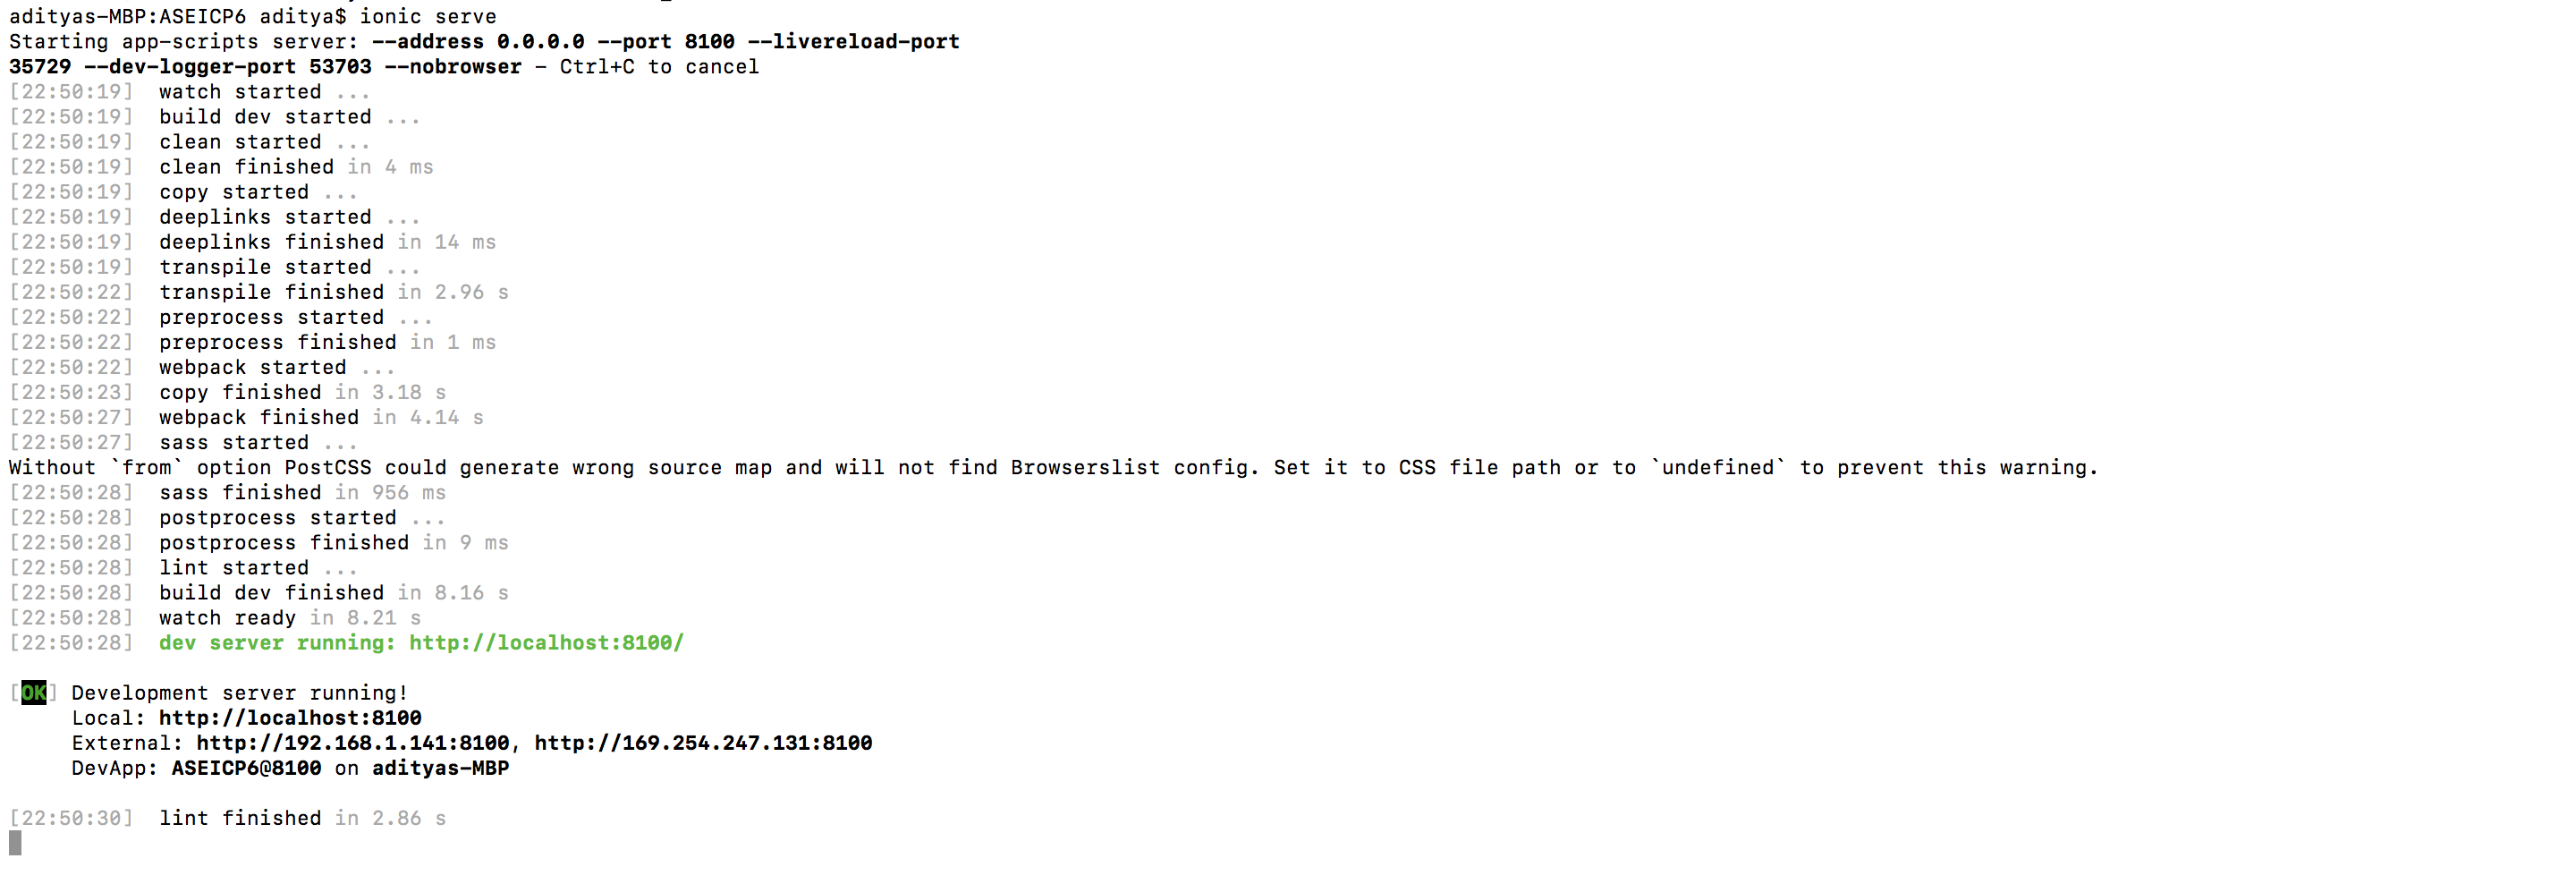 adityas-MBP:ASEICP6 aditya$ ionic serve
Starting app-scripts server: --address 0.0.0.0 --port 8100 --livereload-port
35729 --dev-logger-port 53703 --nobrowser – Ctrl+C to cancel
[22:50:19]  watch started ...
[22:50:19]  build dev started ...
[22:50:19]  clean started ...
[22:50:19]  clean finished in 4 ms
[22:50:19]  copy started ...
[22:50:19]  deeplinks started ...
[22:50:19]  deeplinks finished in 14 ms
[22:50:19]  transpile started ...
[22:50:22]  transpile finished in 2.96 s
[22:50:22]  preprocess started ...
[22:50:22]  preprocess finished in 1 ms
[22:50:22]  webpack started ...
[22:50:23]  copy finished in 3.18 s
[22:50:27]  webpack finished in 4.14 s
[22:50:27]  sass started ...
Without `from` option PostCSS could generate wrong source map and will not find Browserslist config. Set it to CSS file path or to `undefined` to prevent this warning.
[22:50:28]  sass finished in 956 ms
[22:50:28]  postprocess started ...
[22:50:28]  postprocess finished in 9 ms
[22:50:28]  lint started ...
[22:50:28]  build dev finished in 8.16 s
[22:50:28]  watch ready in 8.21 s
[22:50:28]  dev server running: http://localhost:8100/
[OK] Development server running!
Local: http://localhost:8100
External: http://192.168.1.141:8100, http://169.254.247.131:8100
DevApp: ASEICP6@8100 on adityas-MBP
[22:50:30]  lint finished in 2.86 s